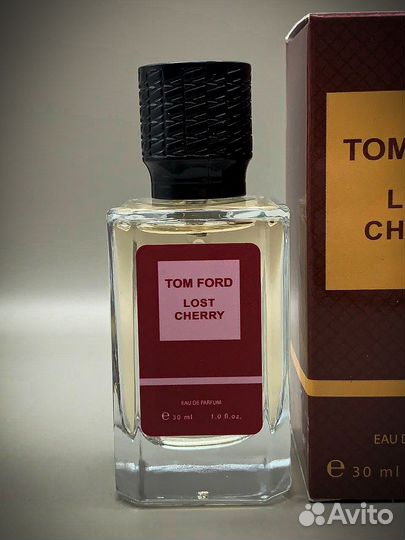 TOM FORD
LOST
CHERRY
EAU DE PARFUM
e 30 ml 1.0 fl.oz.
TOM
L
CH
EAU D
e 30 ml
Avito